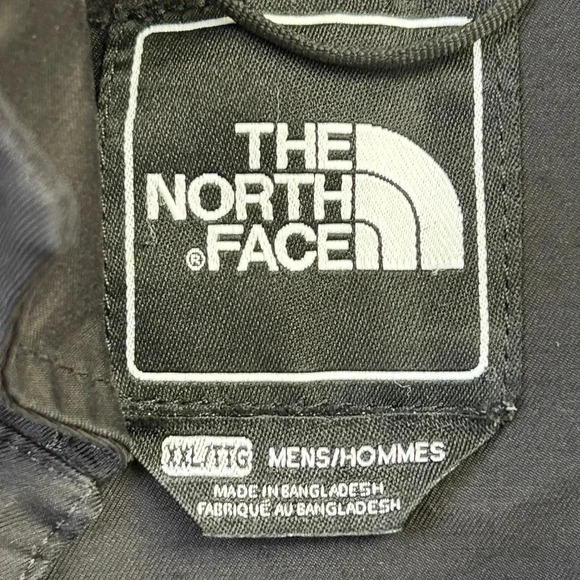 THE
NORTH
® FACE
XXL/TTG MENS/HOMMES
MADE IN BANGLADESH
FABRIQUE AU BANGLADESH